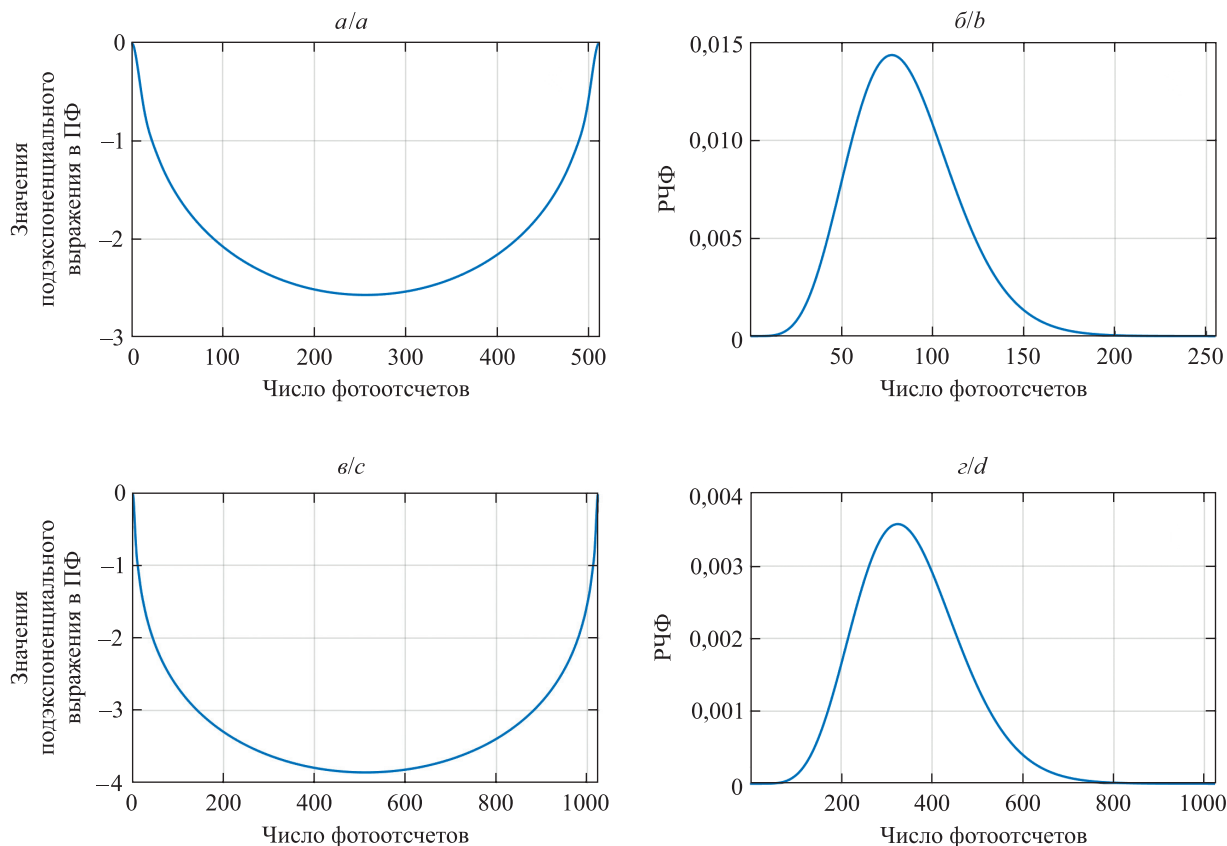 а/a
0
–1
–2
–3
Значения
подэкспоненциального
выражения в ПФ
0 100 200 300 400 500
Число фотоотсчетов
б/b
0,015
0,010
0,005
0
РЧФ
50 100 150 200 250
Число фотоотсчетов
в/c
0
–1
–2
–3
–4
Значения
подэкспоненциального
выражения в ПФ
0 200 400 600 800 1000
Число фотоотсчетов
г/d
0,004
0,003
0,002
0,001
0
РЧФ
200 400 600 800 1000
Число фотоотсчетов